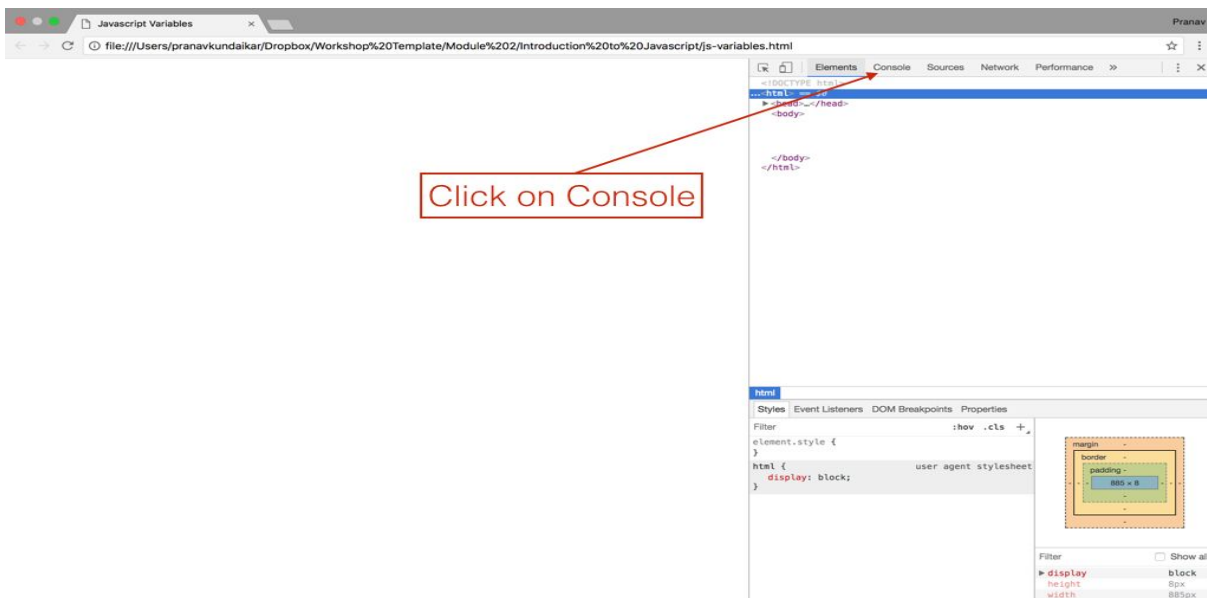 Javascript Variables
Pranav
file:///Users/pranavkundaikar/Dropbox/Workshop%20Template/Module%202/Introduction%20to%20Javascript/js-variables.html
Elements Console Sources Network Performance »
<!DOCTYPE html>
...<html> == $0
▶<head>…</head>
<body>
</body>
</html>
Click on Console
html
Styles Event Listeners DOM Breakpoints Properties
Filter :hov .cls +
element.style {
}
html { user agent stylesheet
display: block;
}
margin -
border -
padding -
- - - 885 × 8 - - -
-
-
-
Filter Show all
▶ display block
height 8px
width 885px